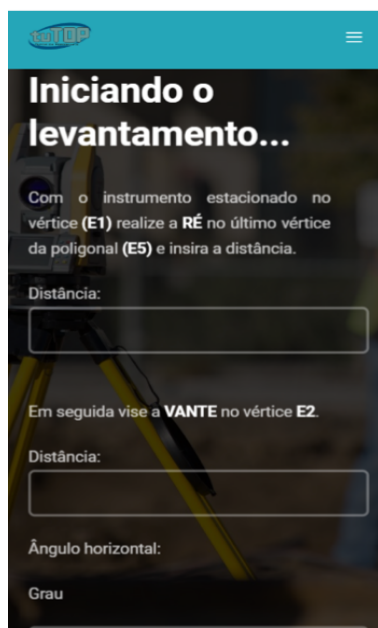 tuTOP
Iniciando o
levantamento...
Com o instrumento estacionado no
vértice (E1) realize a RÉ no último vértice
da poligonal (E5) e insira a distância.
Distância:
Em seguida vise a VANTE no vértice E2.
Distância:
Ângulo horizontal:
Grau